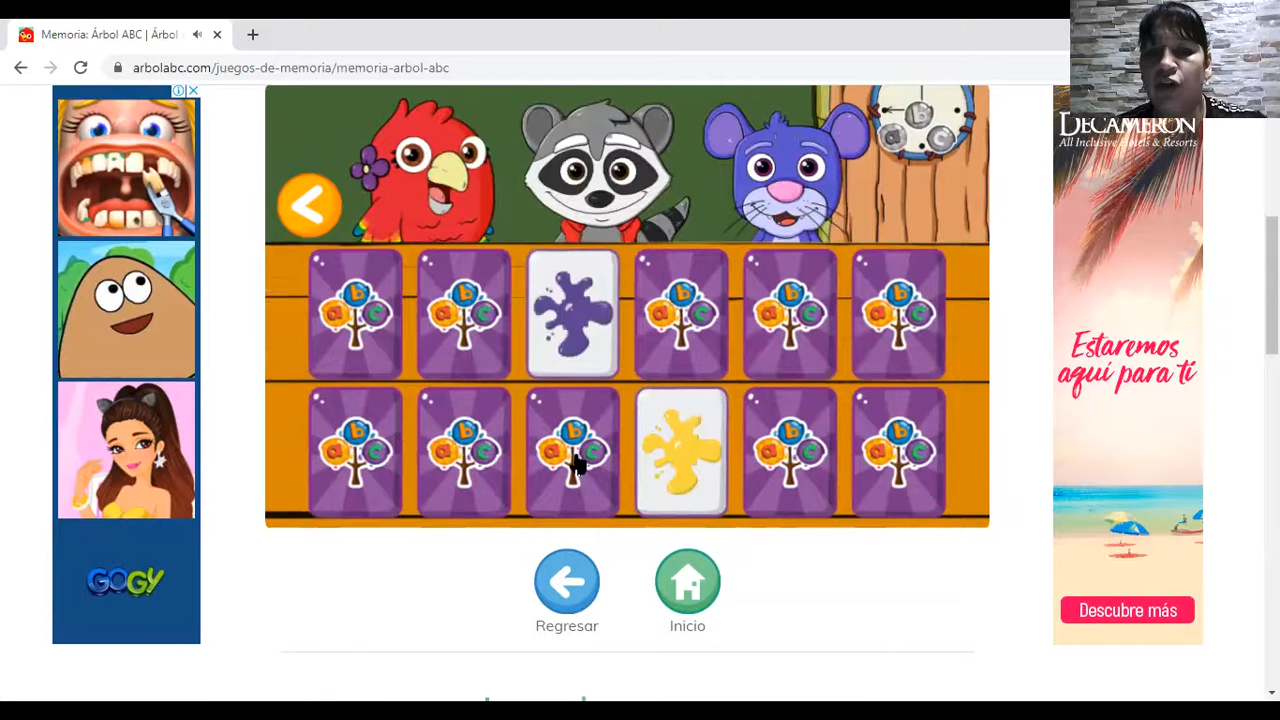 Memoria: Árbol ABC | Árbol
arbolabc.com/juegos-de-memoria/memoria-arbol-abc
b
a c
DECAMERON
All Inclusive Hotels & Resorts
b b b b b
a c a c a c a c a c
Estaremos
aquí para ti
b b b b b
a c a c a c a c a c
GOGY
Descubre más
Regresar
Inicio